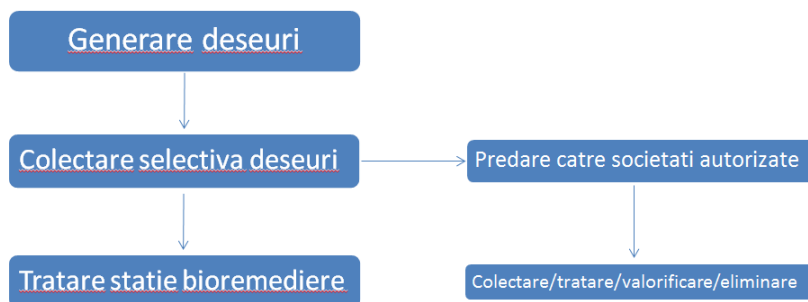 Generare deseuri
Colectare selectiva deseuri
Predare catre societati autorizate
Tratare statie bioremediere
Colectare/tratare/valorificare/eliminare